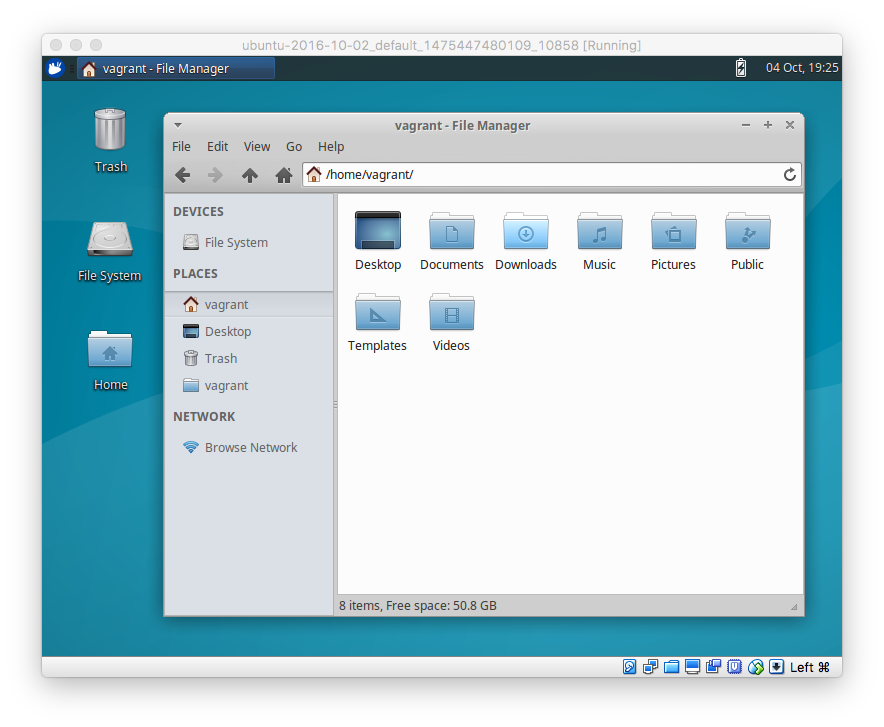 ubuntu-2016-10-02_default_1475447480109_10858 [Running]
vagrant - File Manager
04 Oct, 19:25
Trash
File System
Home
vagrant - File Manager
File Edit View Go Help
/home/vagrant/
DEVICES
File System
PLACES
vagrant
Desktop
Trash
vagrant
NETWORK
Browse Network
Desktop Documents Downloads Music Pictures Public
Templates Videos
8 items, Free space: 50.8 GB
Left ⌘